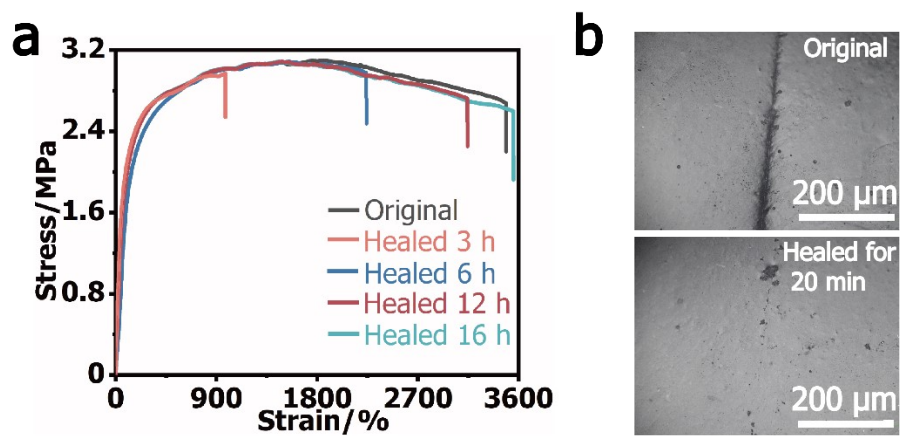 a
3.2
2.4
1.6
0.8
0
Stress/MPa
Original
Healed 3 h
Healed 6 h
Healed 12 h
Healed 16 h
0 900 1800 2700 3600
Strain/%
b
Original
200 μm
Healed for
20 min
200 μm